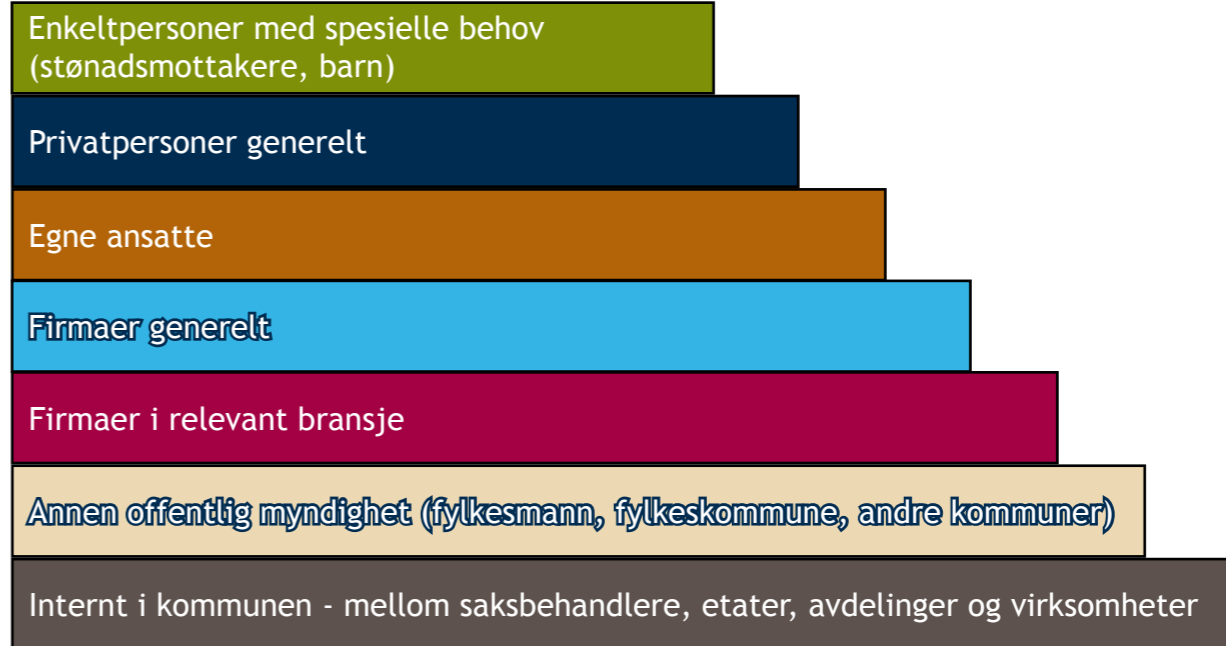 Enkeltpersoner med spesielle behov
(stønadsmottakere, barn)
Privatpersoner generelt
Egne ansatte
Firmaer generelt
Firmaer i relevant bransje
Annen offentlig myndighet (fylkesmann, fylkeskommune, andre kommuner)
Internt i kommunen - mellom saksbehandlere, etater, avdelinger og virksomheter